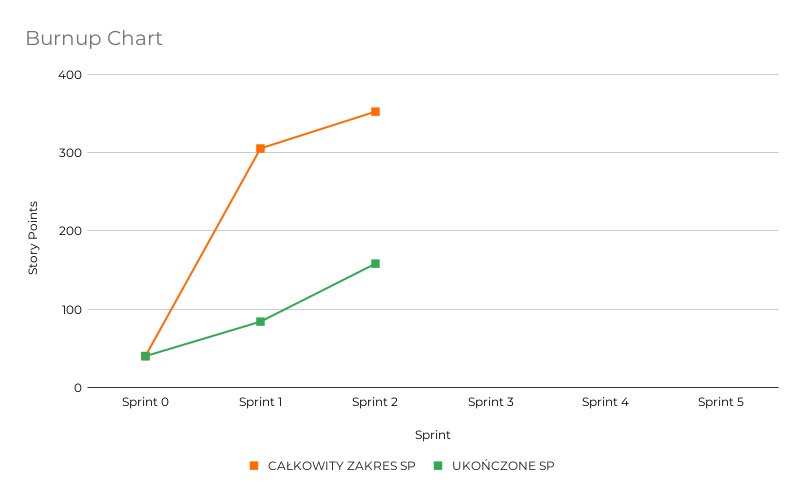 Burnup Chart
400
300
200
100
0
Story Points
Sprint 0 Sprint 1 Sprint 2 Sprint 3 Sprint 4 Sprint 5
Sprint
CAŁKOWITY ZAKRES SP UKOŃCZONE SP